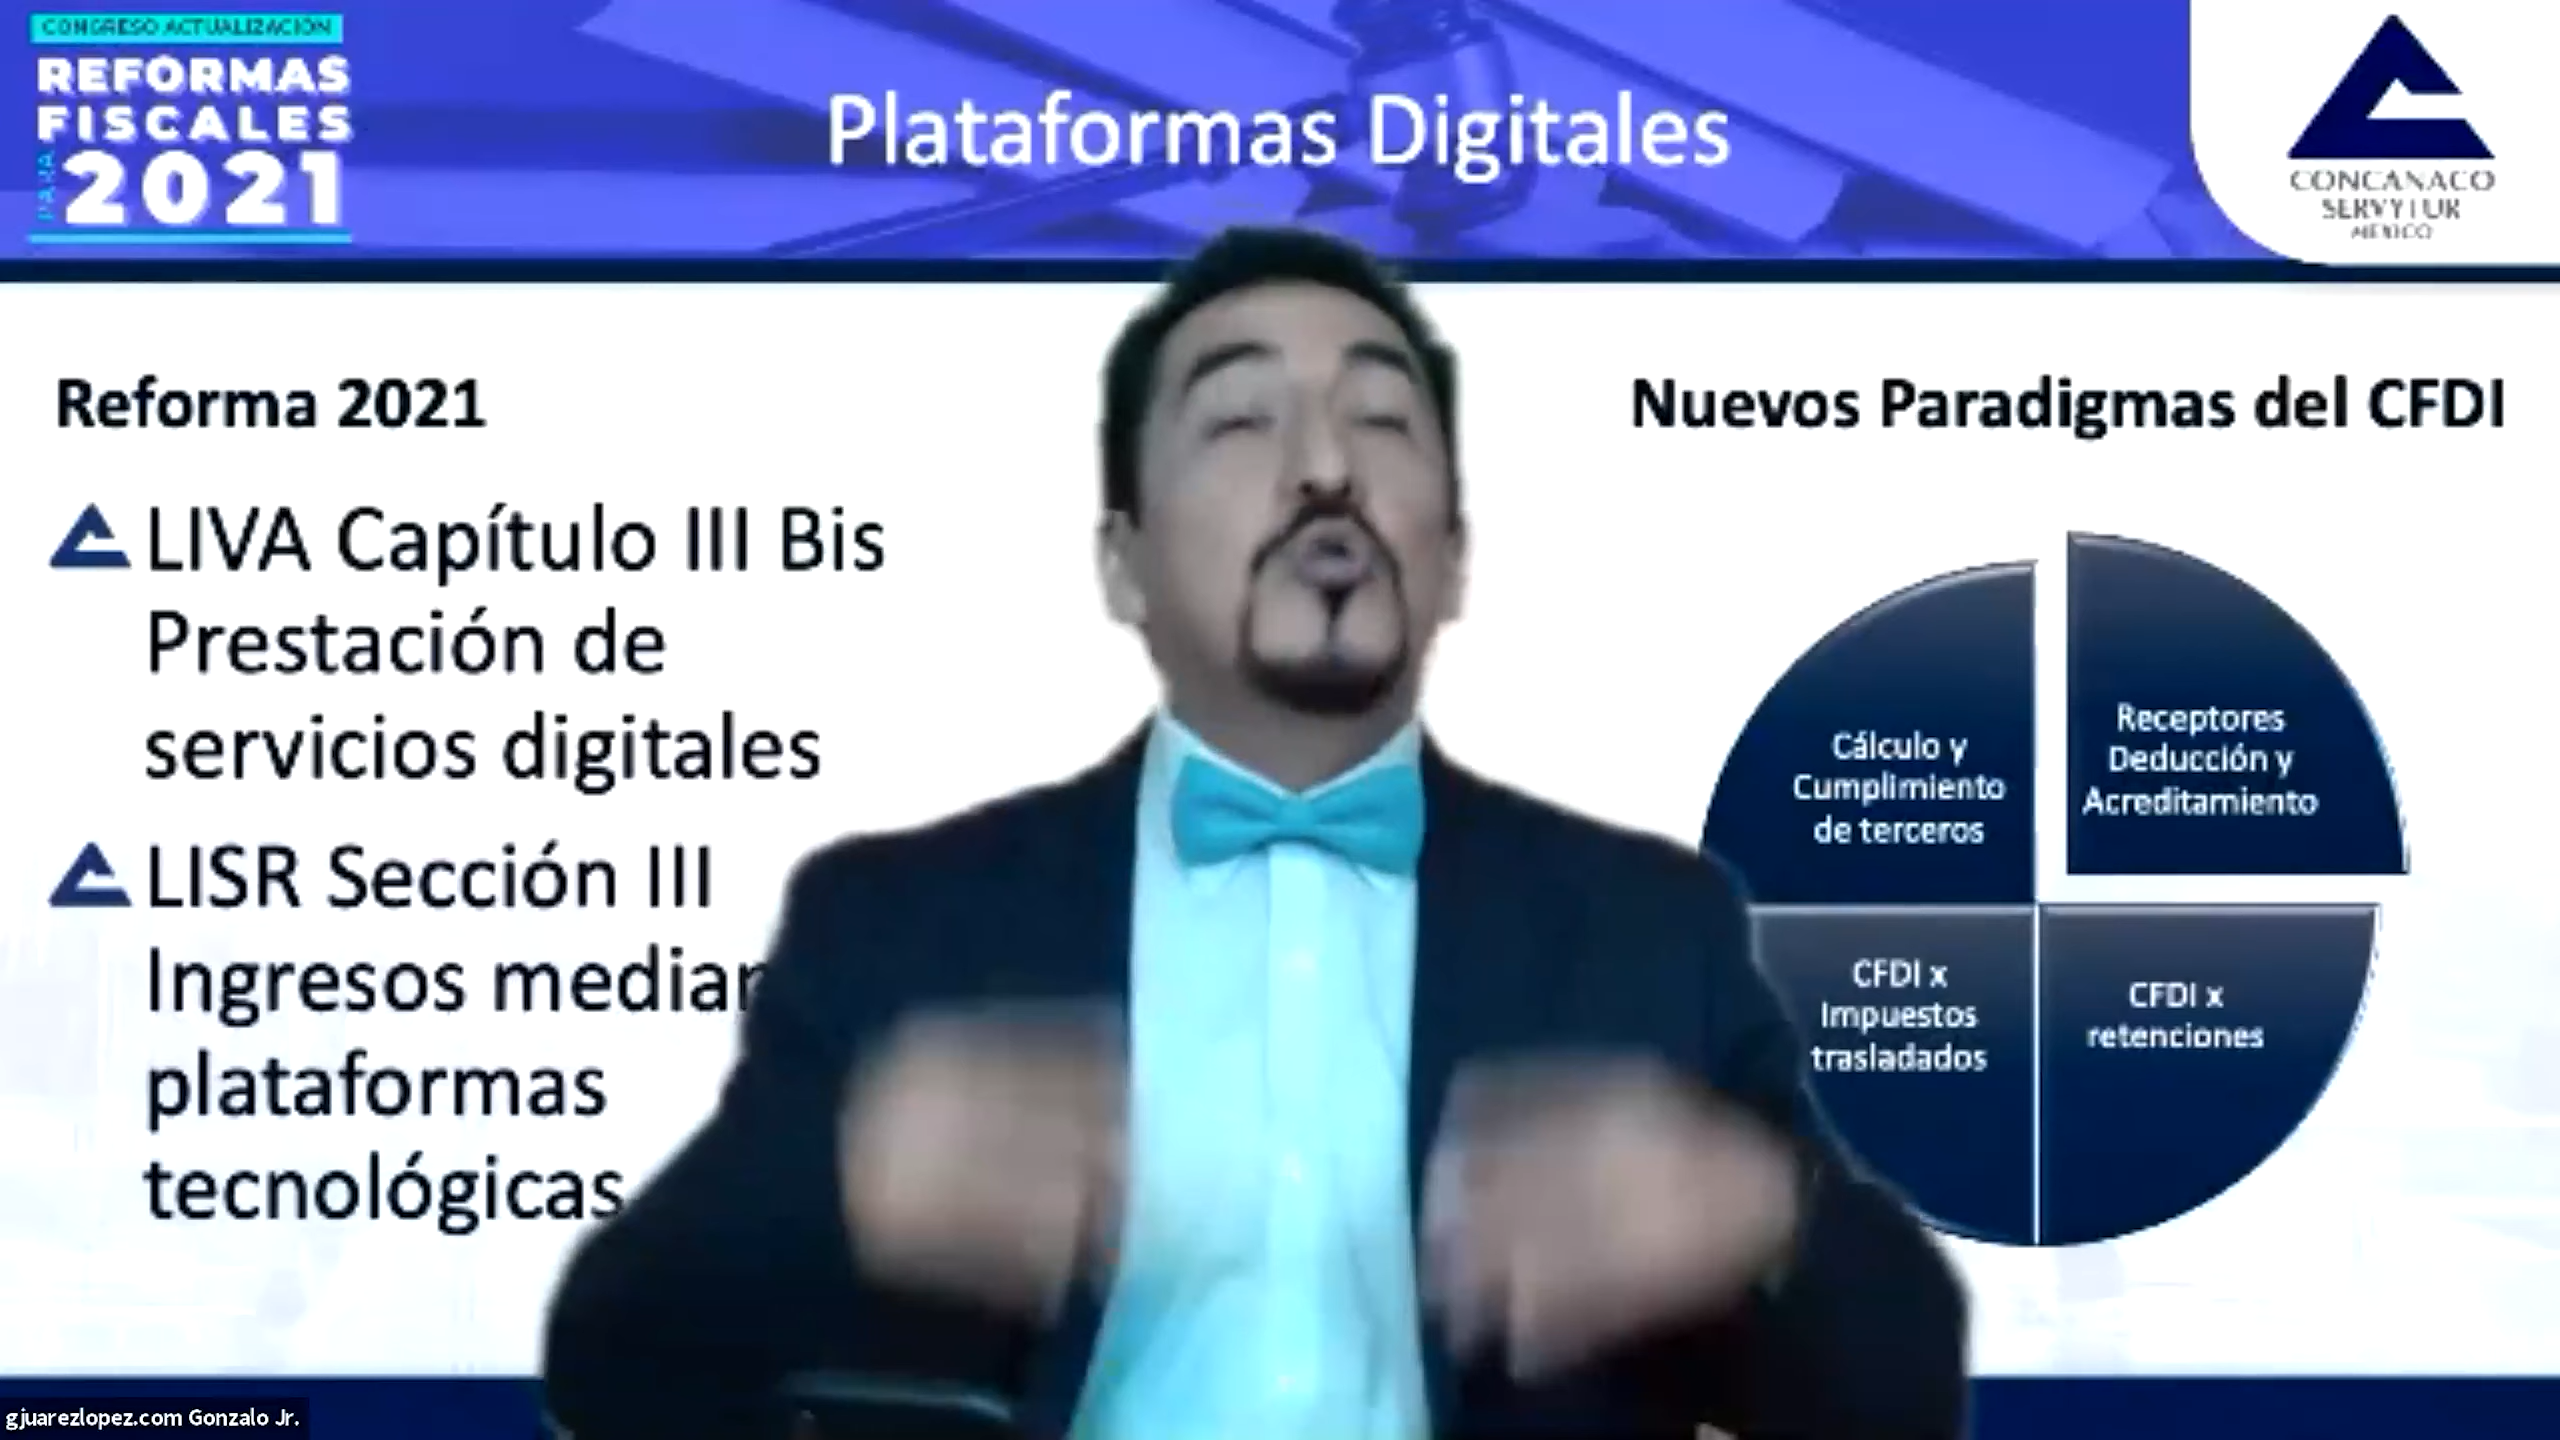 CONGRESO ACTUALIZACIÓN
REFORMAS
FISCALES
PARA
2021
Plataformas Digitales
CONCANACO
SERVYTUR
MEXICO
Reforma 2021
LIVA Capítulo III Bis
Prestación de
servicios digitales
LISR Sección III
Ingresos median
plataformas
tecnológicas
Nuevos Paradigmas del CFDI
Cálculo y
Cumplimiento
de terceros
Receptores
Deducción y
Acreditamiento
CFDI x
Impuestos
trasladados
CFDI x
retenciones
gjuarezlopez.com Gonzalo Jr.